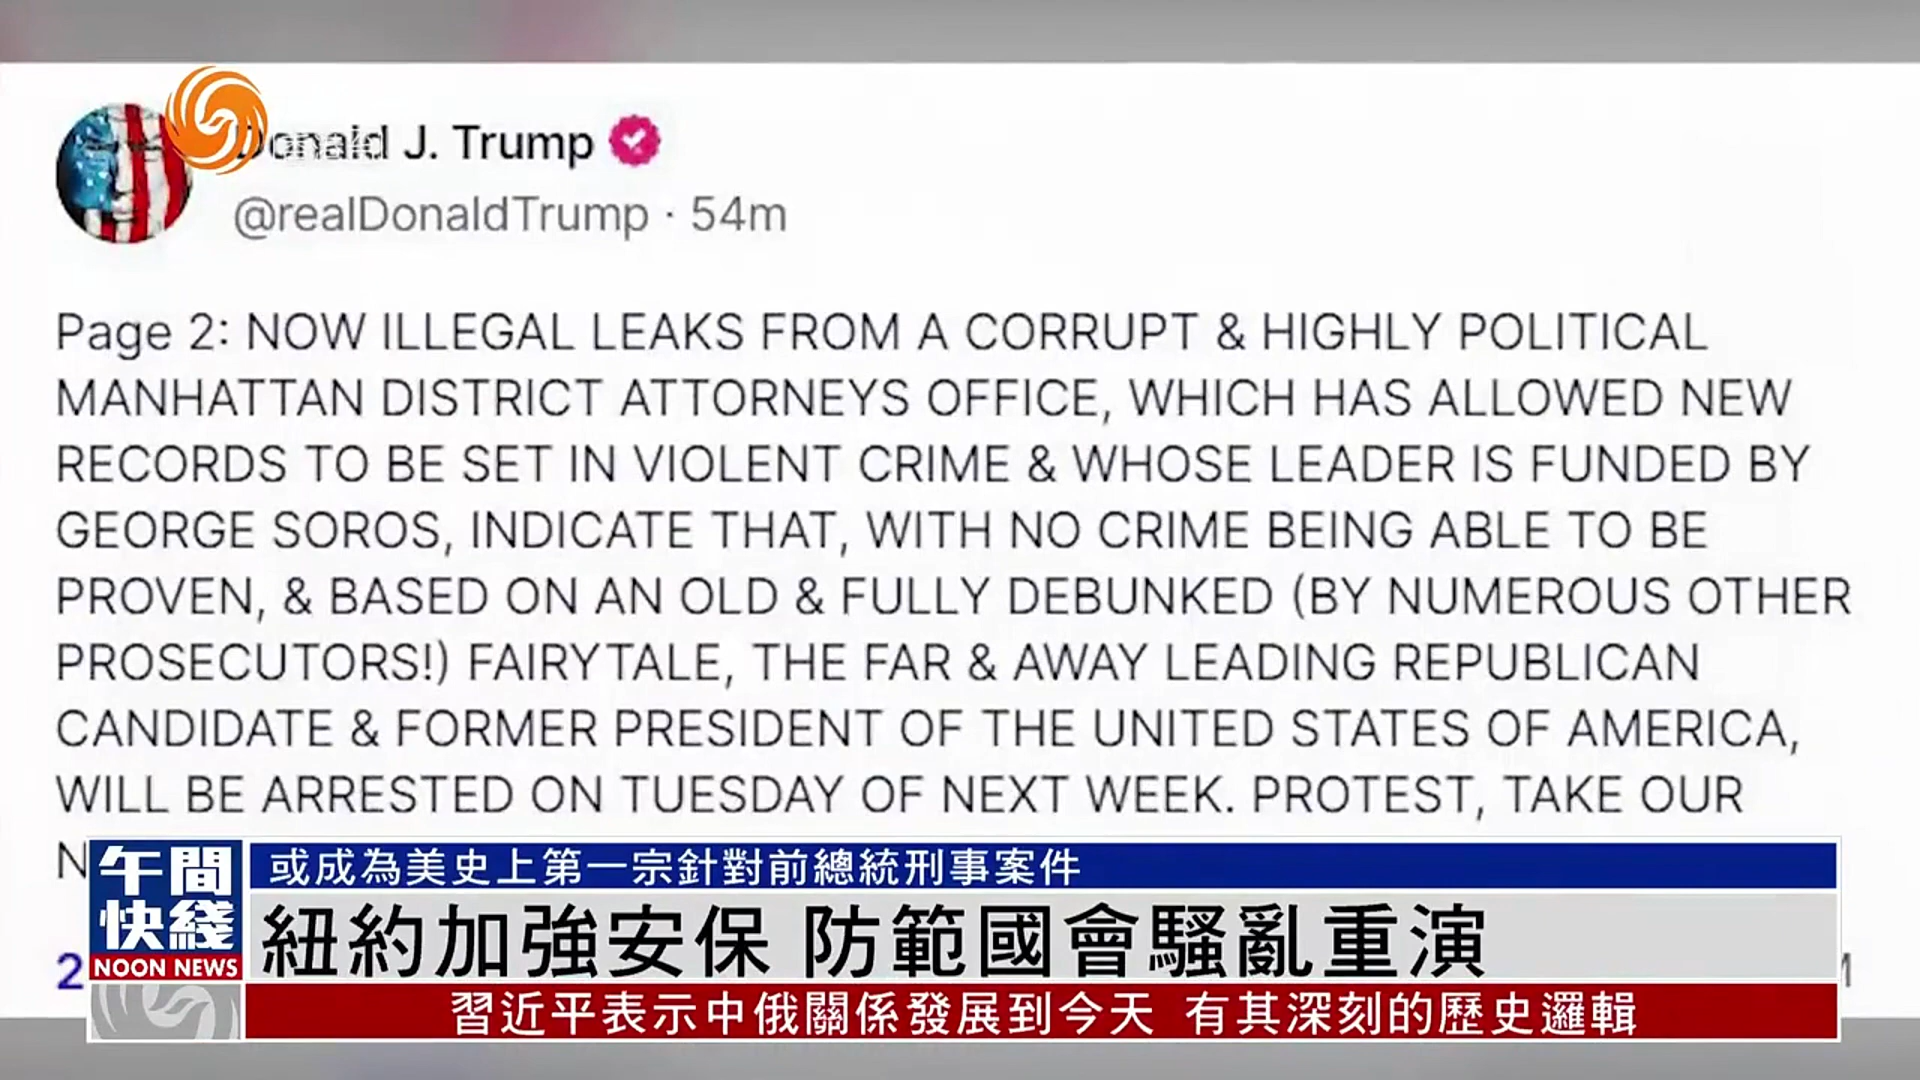 Donald J. Trump
@realDonaldTrump · 54m
Page 2: NOW ILLEGAL LEAKS FROM A CORRUPT & HIGHLY POLITICAL
MANHATTAN DISTRICT ATTORNEYS OFFICE, WHICH HAS ALLOWED NEW
RECORDS TO BE SET IN VIOLENT CRIME & WHOSE LEADER IS FUNDED BY
GEORGE SOROS, INDICATE THAT, WITH NO CRIME BEING ABLE TO BE
PROVEN, & BASED ON AN OLD & FULLY DEBUNKED (BY NUMEROUS OTHER
PROSECUTORS!) FAIRYTALE, THE FAR & AWAY LEADING REPUBLICAN
CANDIDATE & FORMER PRESIDENT OF THE UNITED STATES OF AMERICA,
WILL BE ARRESTED ON TUESDAY OF NEXT WEEK. PROTEST, TAKE OUR
午間
快綫
NOON NEWS
或成為美史上第一宗針對前總統刑事案件
紐約加強安保 防範國會騷亂重演
習近平表示中俄關係發展到今天 有其深刻的歷史邏輯